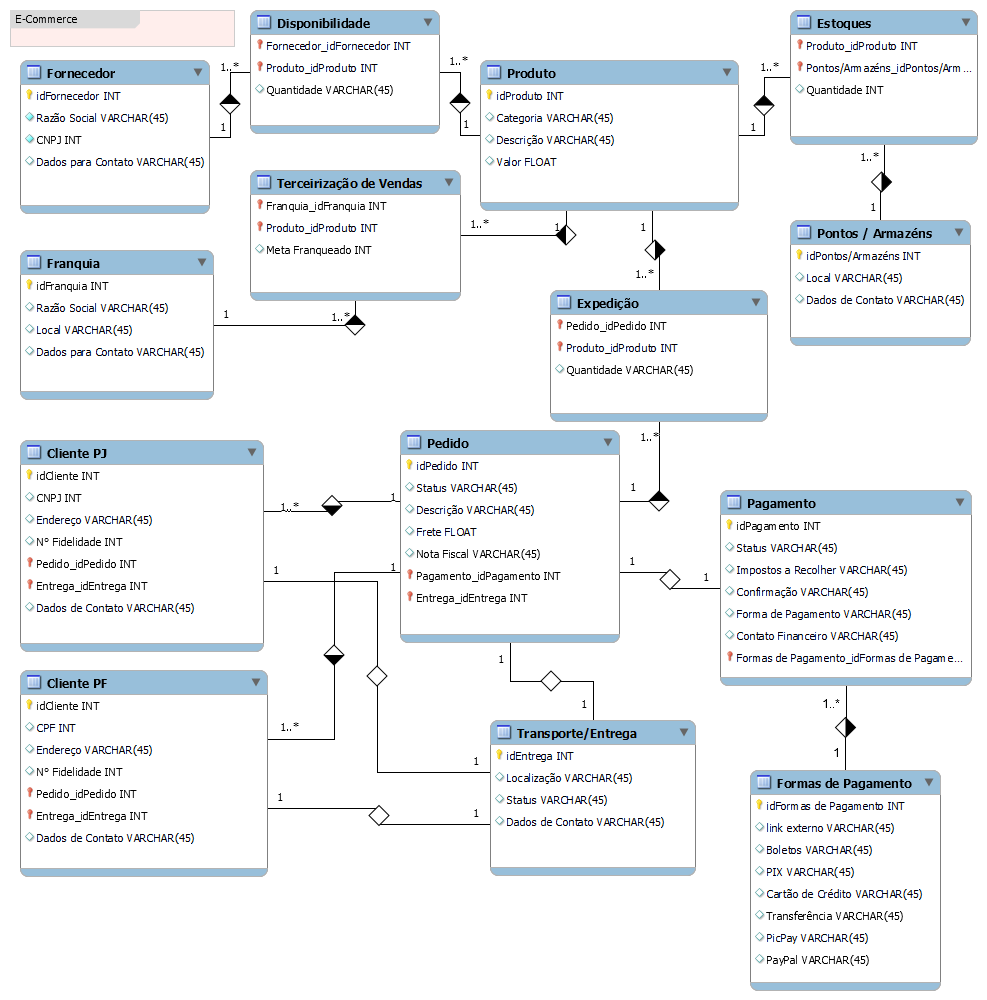 E-Commerce
Disponibilidade
Fornecedor_idFornecedor INT
Produto_idProduto INT
Quantidade VARCHAR(45)
Estoques
Produto_idProduto INT
Pontos/Armazéns_idPontos/Arm ...
Quantidade INT
Fornecedor
idFornecedor INT
Razão Social VARCHAR(45)
CNPJ INT
Dados para Contato VARCHAR(45)
Produto
idProduto INT
Categoria VARCHAR(45)
Descrição VARCHAR(45)
Valor FLOAT
1..*
1
1..*
1
1..*
1
Terceirização de Vendas
Franquia_idFranquia INT
Produto_idProduto INT
Meta Franqueado INT
1..*
1
1
1..*
1..*
1
Pontos / Armazéns
idPontos/Armazéns INT
Local VARCHAR(45)
Dados de Contato VARCHAR(45)
Franquia
idFranquia INT
Razão Social VARCHAR(45)
Local VARCHAR(45)
Dados para Contato VARCHAR(45)
1
1..*
Expedição
Pedido_idPedido INT
Produto_idProduto INT
Quantidade VARCHAR(45)
1..*
1
Cliente PJ
idCliente INT
CNPJ INT
Endereço VARCHAR(45)
Nº Fidelidade INT
Pedido_idPedido INT
Entrega_idEntrega INT
Dados de Contato VARCHAR(45)
1..*
1
1
1
Pedido
idPedido INT
Status VARCHAR(45)
Descrição VARCHAR(45)
Frete FLOAT
Nota Fiscal VARCHAR(45)
Pagamento_idPagamento INT
Entrega_idEntrega INT
1
1
Pagamento
idPagamento INT
Status VARCHAR(45)
Impostos a Recolher VARCHAR(45)
Confirmação VARCHAR(45)
Forma de Pagamento VARCHAR(45)
Contato Financeiro VARCHAR(45)
Formas de Pagamento_idFormas de Pagame...
Cliente PF
idCliente INT
CPF INT
Endereço VARCHAR(45)
Nº Fidelidade INT
Pedido_idPedido INT
Entrega_idEntrega INT
Dados de Contato VARCHAR(45)
1..*
1
1
1
1
1
Transporte/Entrega
idEntrega INT
Localização VARCHAR(45)
Status VARCHAR(45)
Dados de Contato VARCHAR(45)
1..*
1
Formas de Pagamento
idFormas de Pagamento INT
link externo VARCHAR(45)
Boletos VARCHAR(45)
PIX VARCHAR(45)
Cartão de Crédito VARCHAR(45)
Transferência VARCHAR(45)
PicPay VARCHAR(45)
PayPal VARCHAR(45)